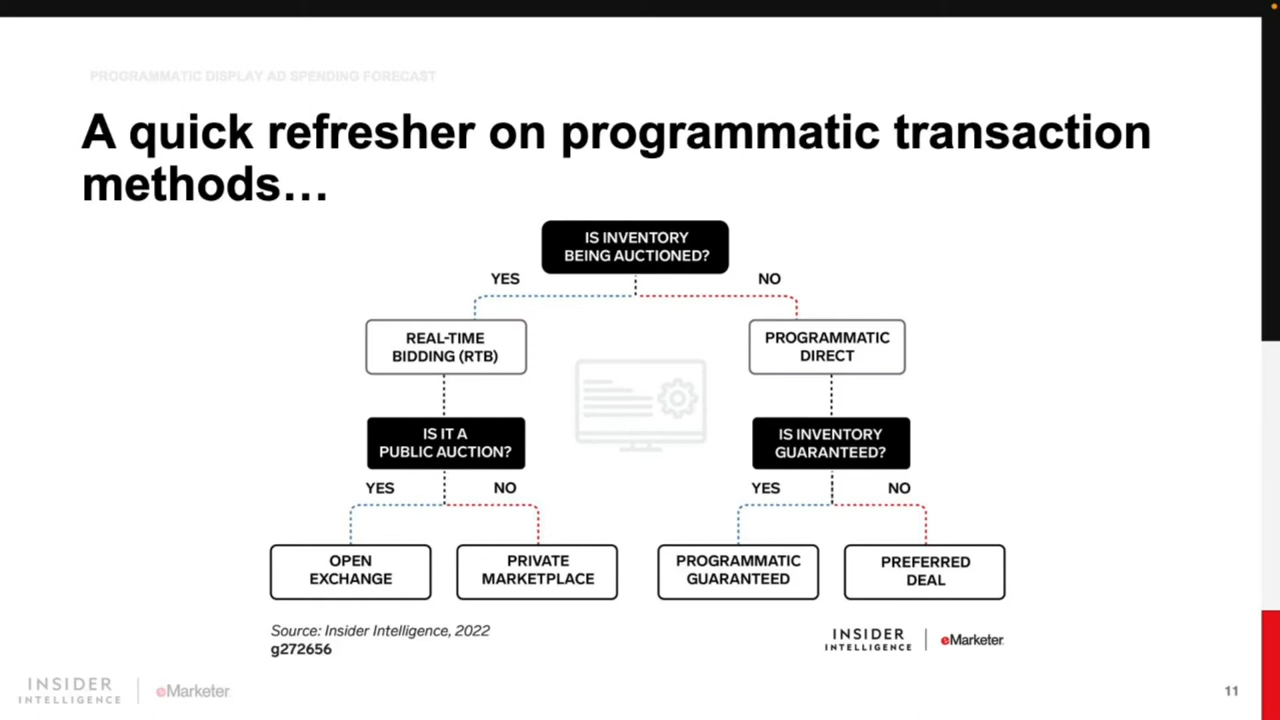 PROGRAMMATIC DISPLAY AD SPENDING FORECAST
A quick refresher on programmatic transaction
methods…
IS INVENTORY
BEING AUCTIONED?
YES
NO
REAL-TIME
BIDDING (RTB)
PROGRAMMATIC
DIRECT
IS IT A
PUBLIC AUCTION?
IS INVENTORY
GUARANTEED?
YES
NO
YES
NO
OPEN
EXCHANGE
PRIVATE
MARKETPLACE
PROGRAMMATIC
GUARANTEED
PREFERRED
DEAL
Source: Insider Intelligence, 2022
g272656
INSIDER
INTELLIGENCE
eMarketer
INSIDER
INTELLIGENCE
eMarketer
11